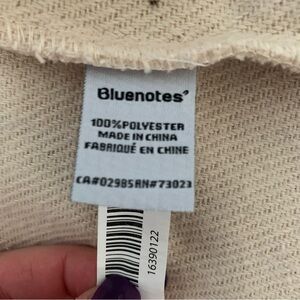 Bluenotes
100%POLYESTER
MADE IN CHINA
FABRIQUÉ EN CHINE
CA#02985RN#73023
16390122